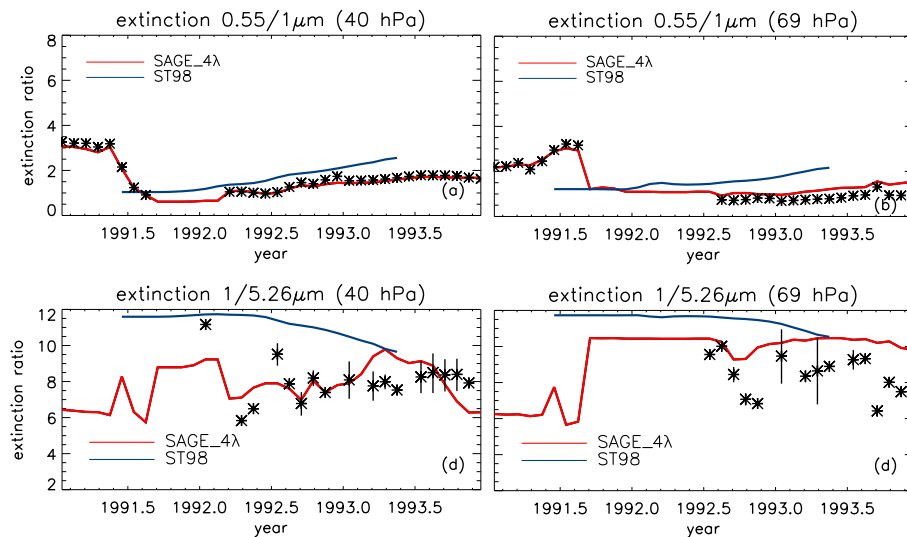 extinction 0.55/1μm (40 hPa)
extinction ratio
8
6
4
2
0
SAGE_4λ
ST98
(a)
1991.5 1992.0 1992.5 1993.0 1993.5
year
extinction 0.55/1μm (69 hPa)
SAGE_4λ
ST98
(b)
1991.5 1992.0 1992.5 1993.0 1993.5
year
extinction 1/5.26μm (40 hPa)
extinction ratio
12
10
8
6
4
2
0
SAGE_4λ
ST98
(d)
1991.5 1992.0 1992.5 1993.0 1993.5
year
extinction 1/5.26μm (69 hPa)
SAGE_4λ
ST98
(d)
1991.5 1992.0 1992.5 1993.0 1993.5
year